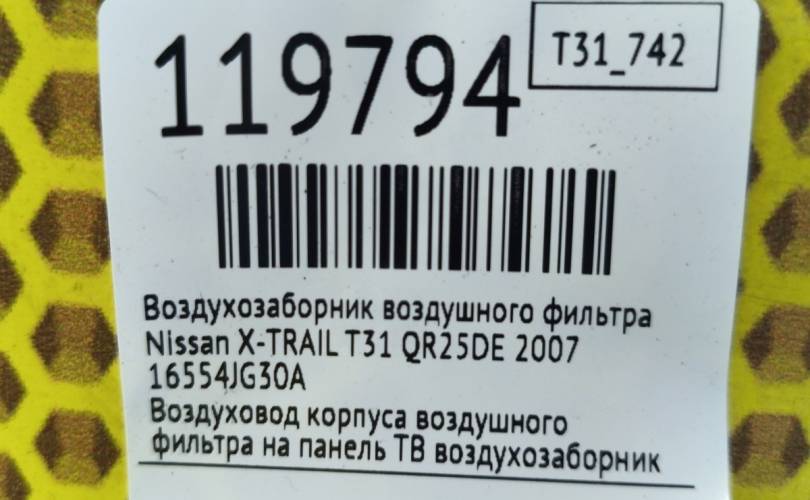 119794
T31_742
Воздухозаборник воздушного фильтра
Nissan X-TRAIL T31 QR25DE 2007
16554JG30A
Воздуховод корпуса воздушного
фильтра на панель ТВ воздухозаборник